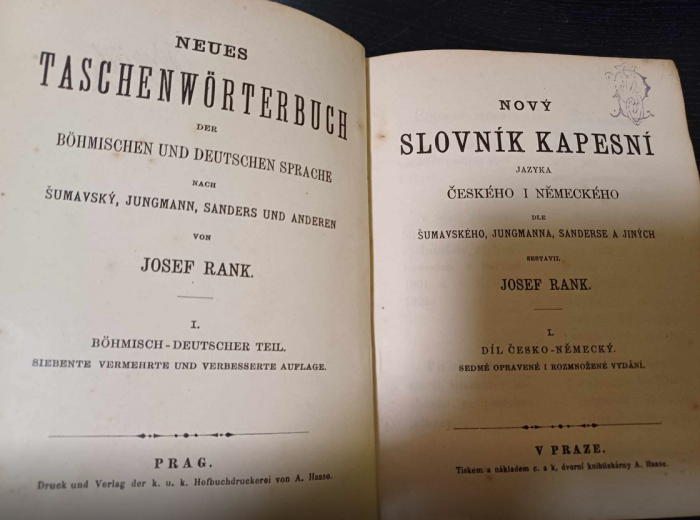 NEUES
TASCHENWÖRTERBUCH
DER
BÖHMISCHEN UND DEUTSCHEN SPRACHE
NACH
ŠUMAVSKÝ, JUNGMANN, SANDERS UND ANDEREN
VON
JOSEF RANK.
I.
BÖHMISCH-DEUTSCHER TEIL.
SIEBENTE VERMEHRTE UND VERBESSERTE AUFLAGE.
PRAG.
Druck und Verlag der k. u. k. Hofbuchdruckerei von A. Haase.
NOVÝ
SLOVNÍK KAPESNÍ
JAZYKA
ČESKÉHO I NĚMECKÉHO
DLE
ŠUMAVSKÉHO, JUNGMANNA, SANDERSE A JINÝCH
SESTAVIL
JOSEF RANK.
I.
DÍL ČESKO-NĚMECKÝ.
SEDMÉ OPRAVENÉ I ROZMNOŽENÉ VYDÁNÍ.
V PRAZE.
Tiskem a nákladem c. a k. dvorní knihtiskárny A. Haase.